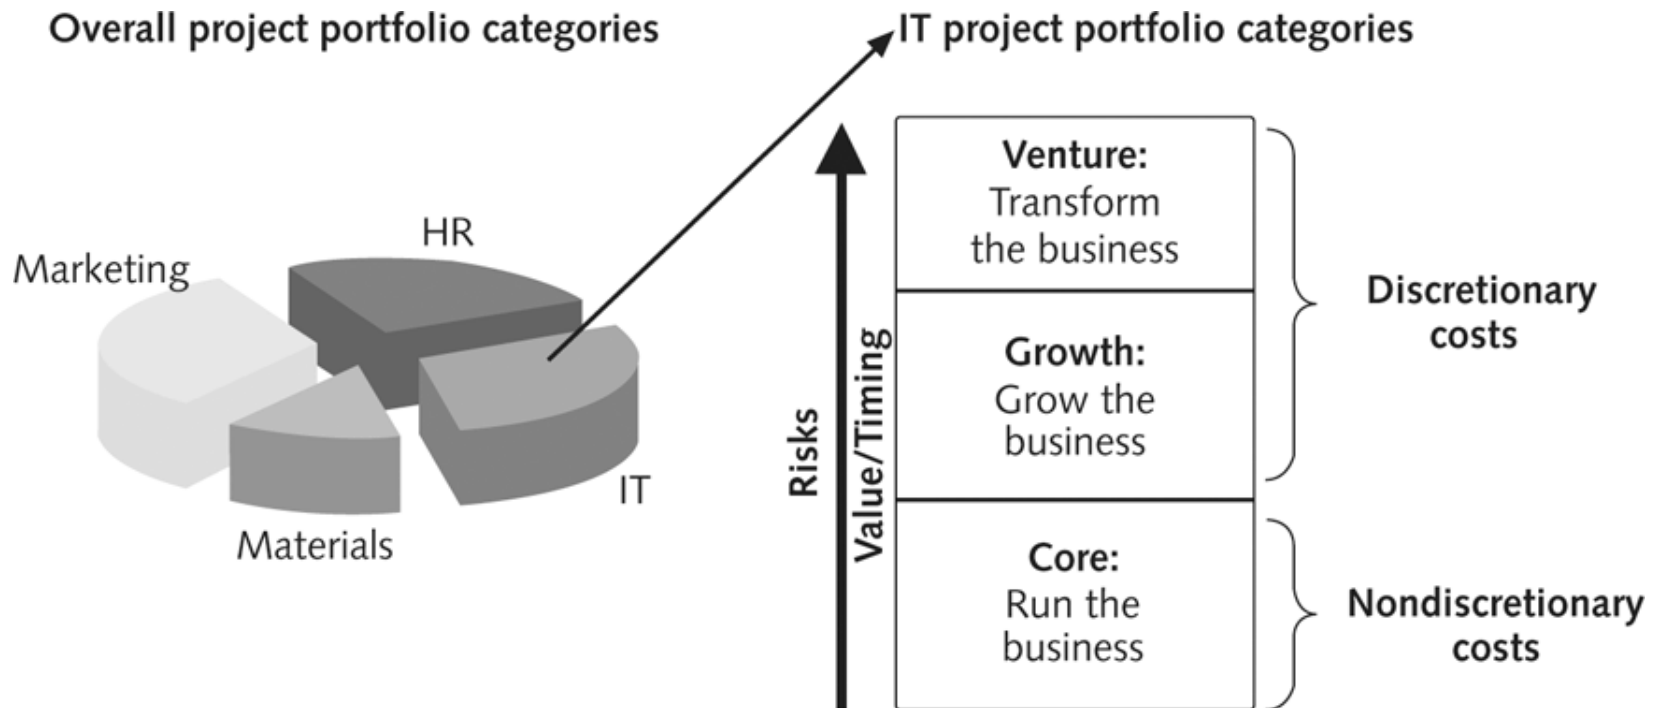 Overall project portfolio categories
IT project portfolio categories
Marketing
HR
Materials
IT
Risks
Value/Timing
Venture:
Transform
the business
Growth:
Grow the
business
Core:
Run the
business
Discretionary
costs
Nondiscretionary
costs